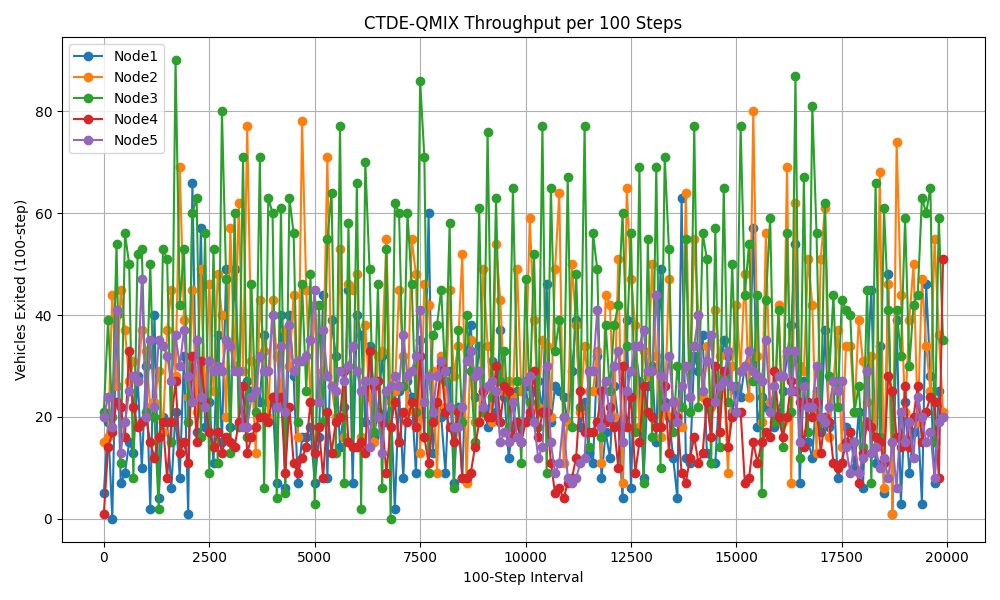 CTDE-QMIX Throughput per 100 Steps
Node1
Node2
Node3
Node4
Node5
Vehicles Exited (100-step)
80
60
40
20
0
0 2500 5000 7500 10000 12500 15000 17500 20000
100-Step Interval